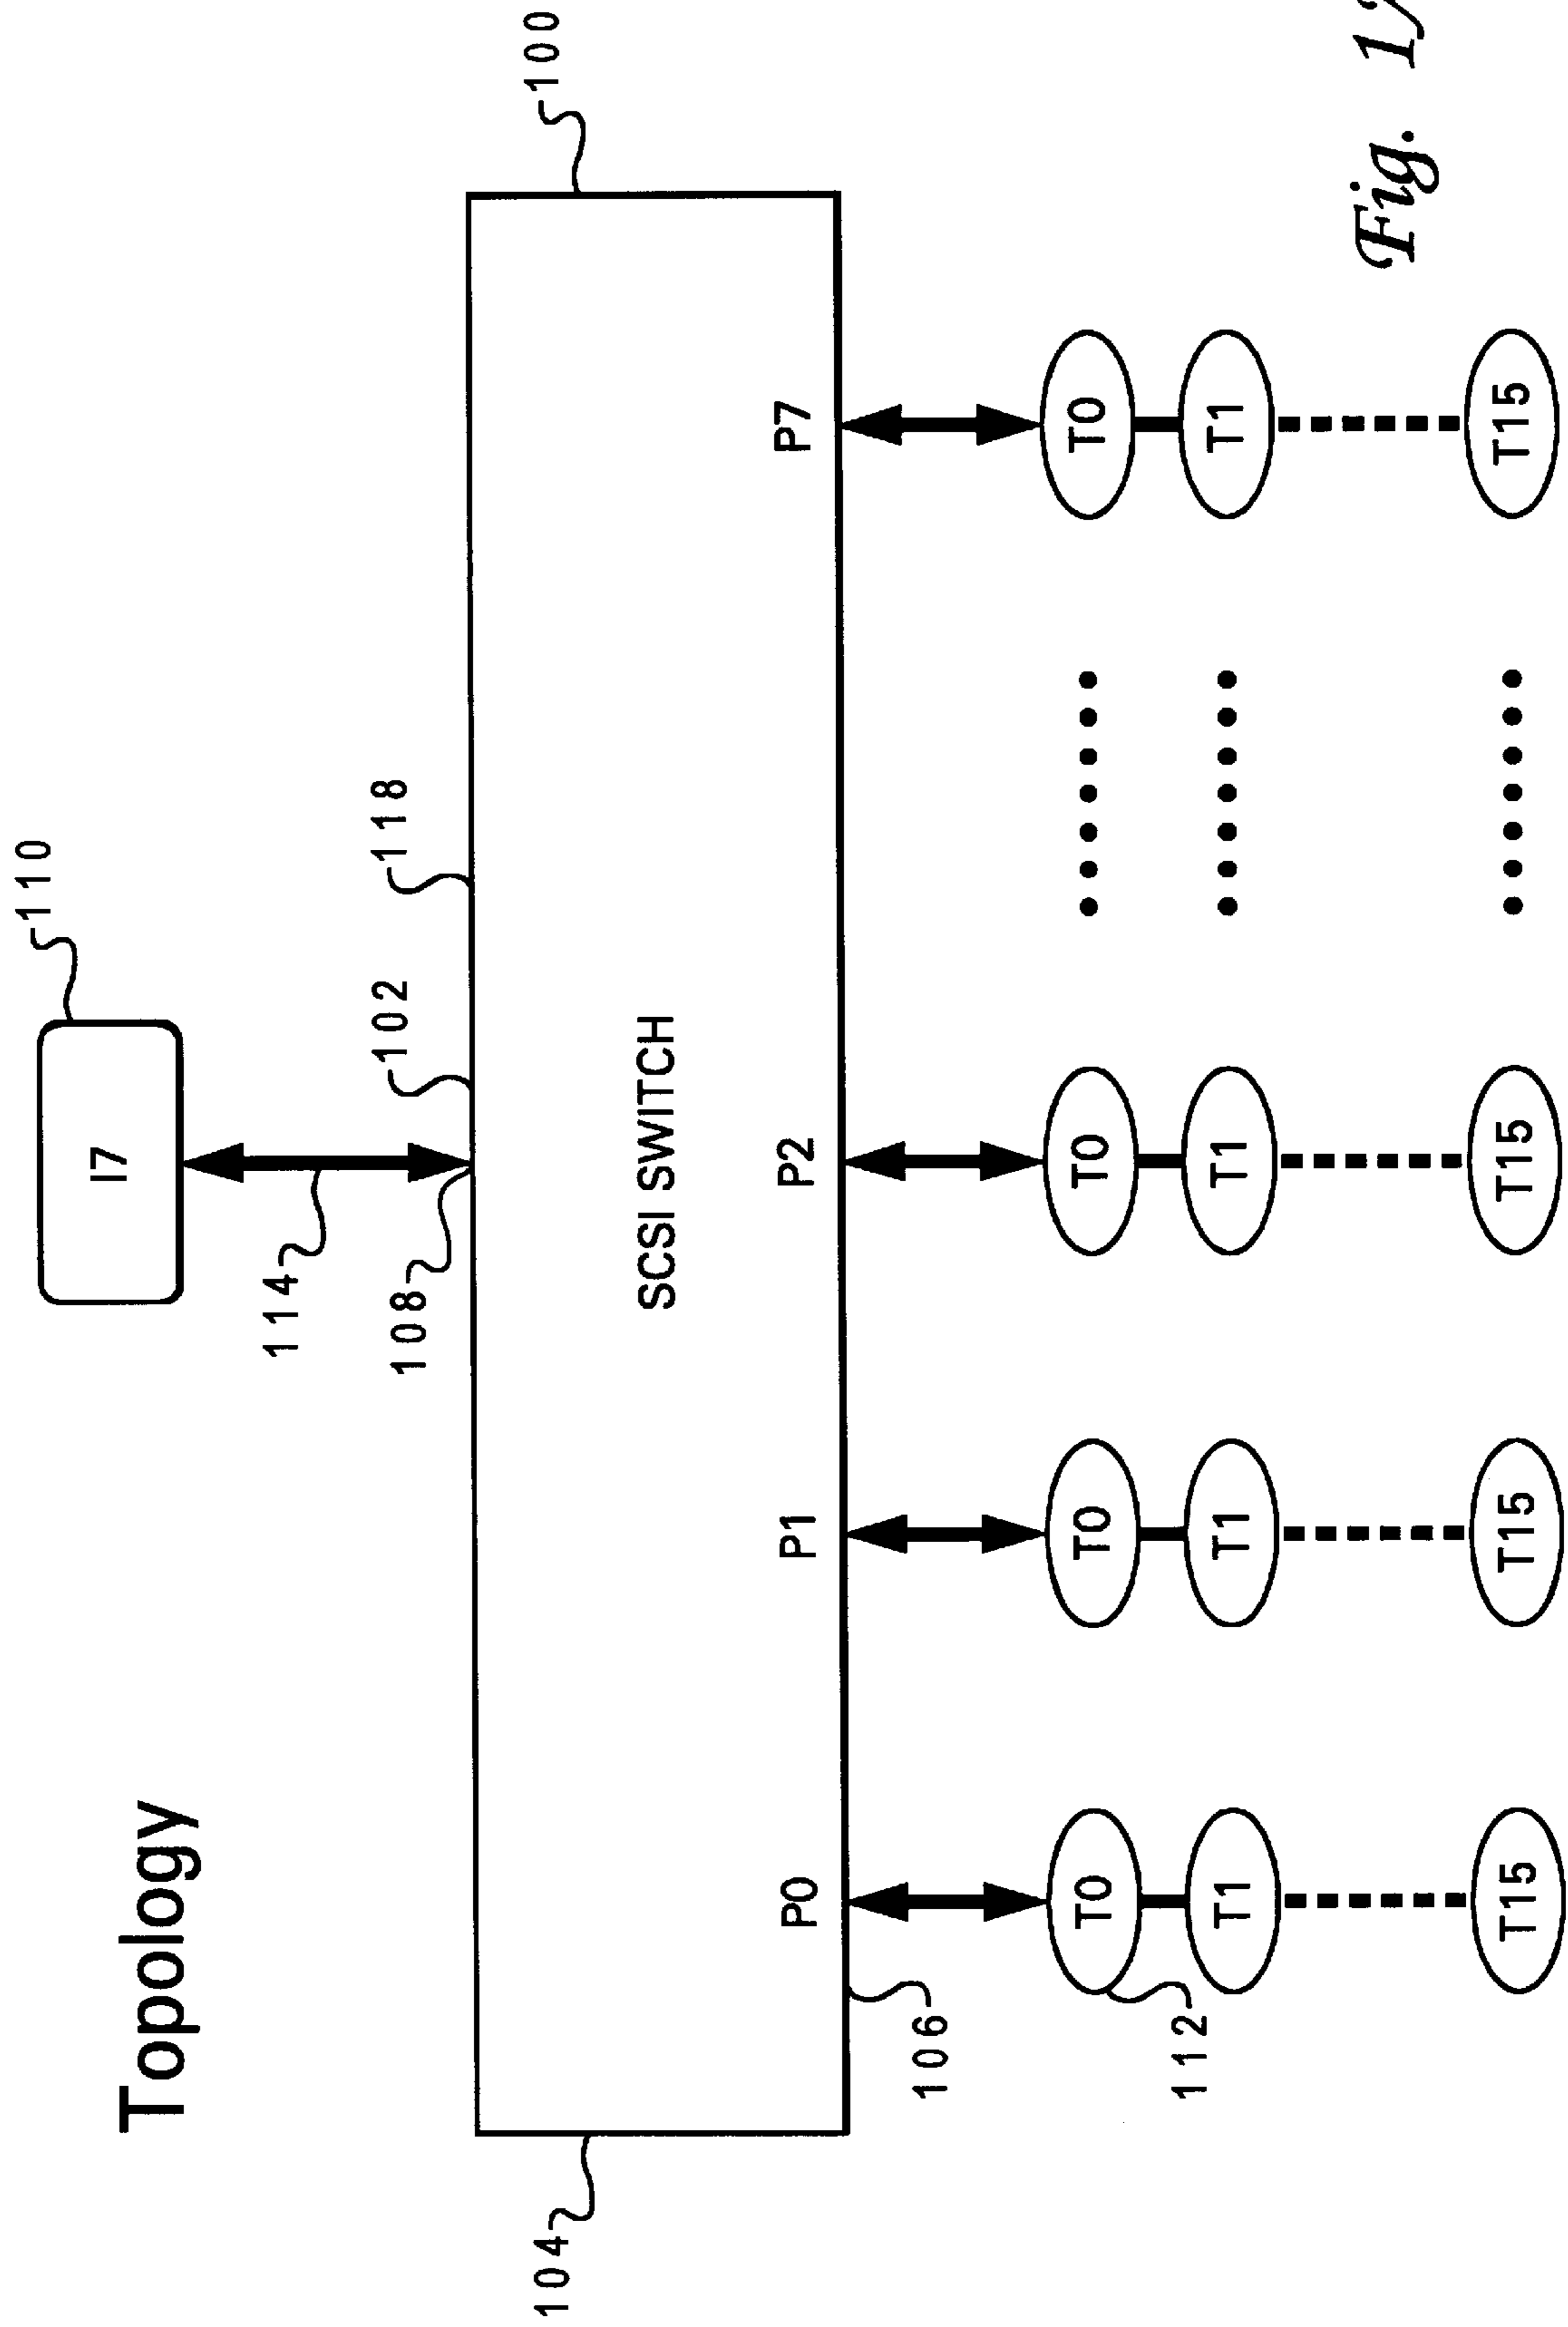 Topology
110
I7
114
108
102
118
100
104
SCSI SWITCH
P0 P1 P2 P7
106
T0 T0 T0 T0
112
T1 T1 T1 T1
T15 T15 T15 T15
Fig.